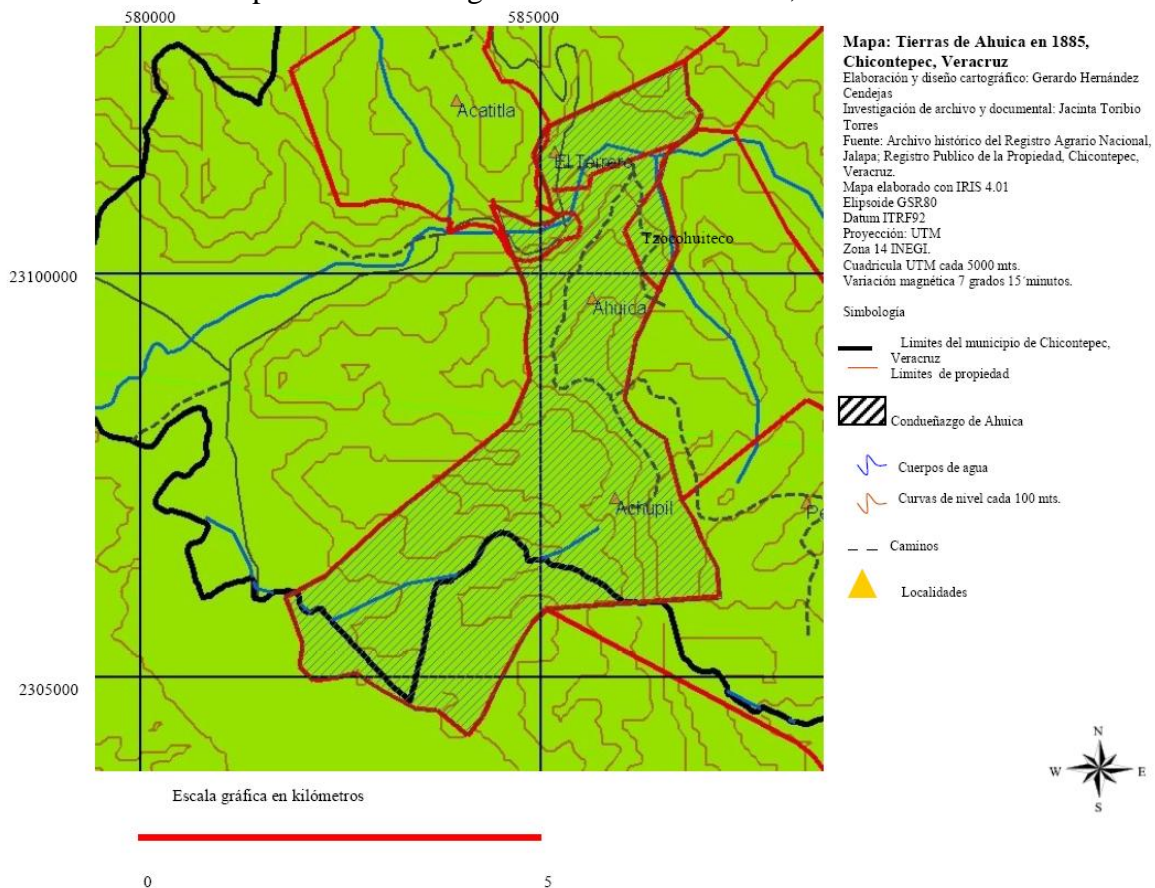 580000
585000
23100000
2305000
Acatitla
El Terrero
Tzocohuiteco
Ahuica
Achupil
Pe
Mapa: Tierras de Ahuica en 1885,
Chicontepec, Veracruz
Elaboración y diseño cartográfico: Gerardo Hernández
Cendejas
Investigación de archivo y documental: Jacinta Toribio
Torres
Fuente: Archivo histórico del Registro Agrario Nacional,
Jalapa; Registro Publico de la Propiedad, Chicontepec,
Veracruz.
Mapa elaborado con IRIS 4.01
Elipsoide GSR80
Datum ITRF92
Proyección: UTM
Zona 14 INEGI.
Cuadricula UTM cada 5000 mts.
Variación magnética 7 grados 15´minutos.
Simbología
Limites del municipio de Chicontepec,
Veracruz
Limites de propiedad
Condueñazgo de Ahuica
Cuerpos de agua
Curvas de nivel cada 100 mts.
Caminos
Localidades
N
W E
S
Escala gráfica en kilómetros
0 5